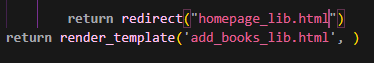 return redirect("homepage_lib.html")
return render_template('add_books_lib.html', )